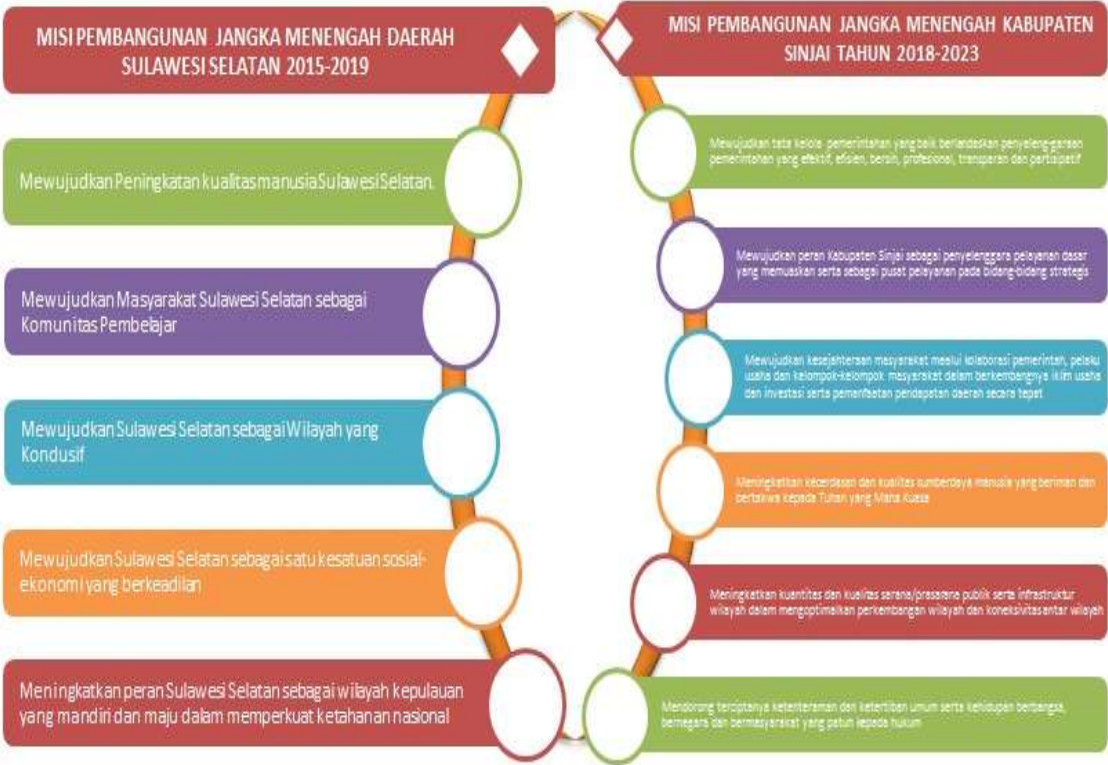 MISI PEMBANGUNAN JANGKA MENENGAH DAERAH
SULAWESI SELATAN 2015-2019
Mewujudkan Peningkatan kualitas manusia Sulawesi Selatan.
Mewujudkan Masyarakat Sulawesi Selatan sebagai
Komunitas Pembelajar
Mewujudkan Sulawesi Selatan sebagai Wilayah yang
Kondusif
Mewujudkan Sulawesi Selatan sebagai satu kesatuan sosial-
ekonomi yang berkeadilan
Meningkatkan peran Sulawesi Selatan sebagai wilayah kepulauan
yang mandiri dan maju dalam memperkuat ketahanan nasional
MISI PEMBANGUNAN JANGKA MENENGAH KABUPATEN
SINJAI TAHUN 2018-2023
Mewujudkan tata kelola pemerintahan yang baik berlandaskan penyeleng-garaan
pemerintahan yang efektif, efisien, bersih, profesional, transparan dan partisipatif
Mewujudkan peran Kabupaten Sinjai sebagai penyelenggara pelayanan dasar
yang memuaskan serta sebagai pusat pelayanan pada bidang-bidang strategis
Mewujudkan kesejahteraan masyarakat mealui kolaborasi pemerintah, pelaku
usaha dan kelompok-kelompok masyarakat dalam berkembangnya iklim usaha
dan investasi serta pemanfaatan pendapatan daerah secara tepat
Meningkatkan kecerdasan dan kualitas sumberdaya manusia yang beriman dan
bertakwa kepada Tuhan yang Maha Kuasa
Meningkatkan kuantitas dan kualitas sarana/prasarana publik serta infrastruktur
wilayah dalam mengoptimalkan perkembangan wilayah dan koneksivitas antar wilayah
Mendorong terciptanya ketenteraman dan ketertiban umum serta kehidupan berbangsa,
bernegara dan bermasyarakat yang patuh kepada hukum